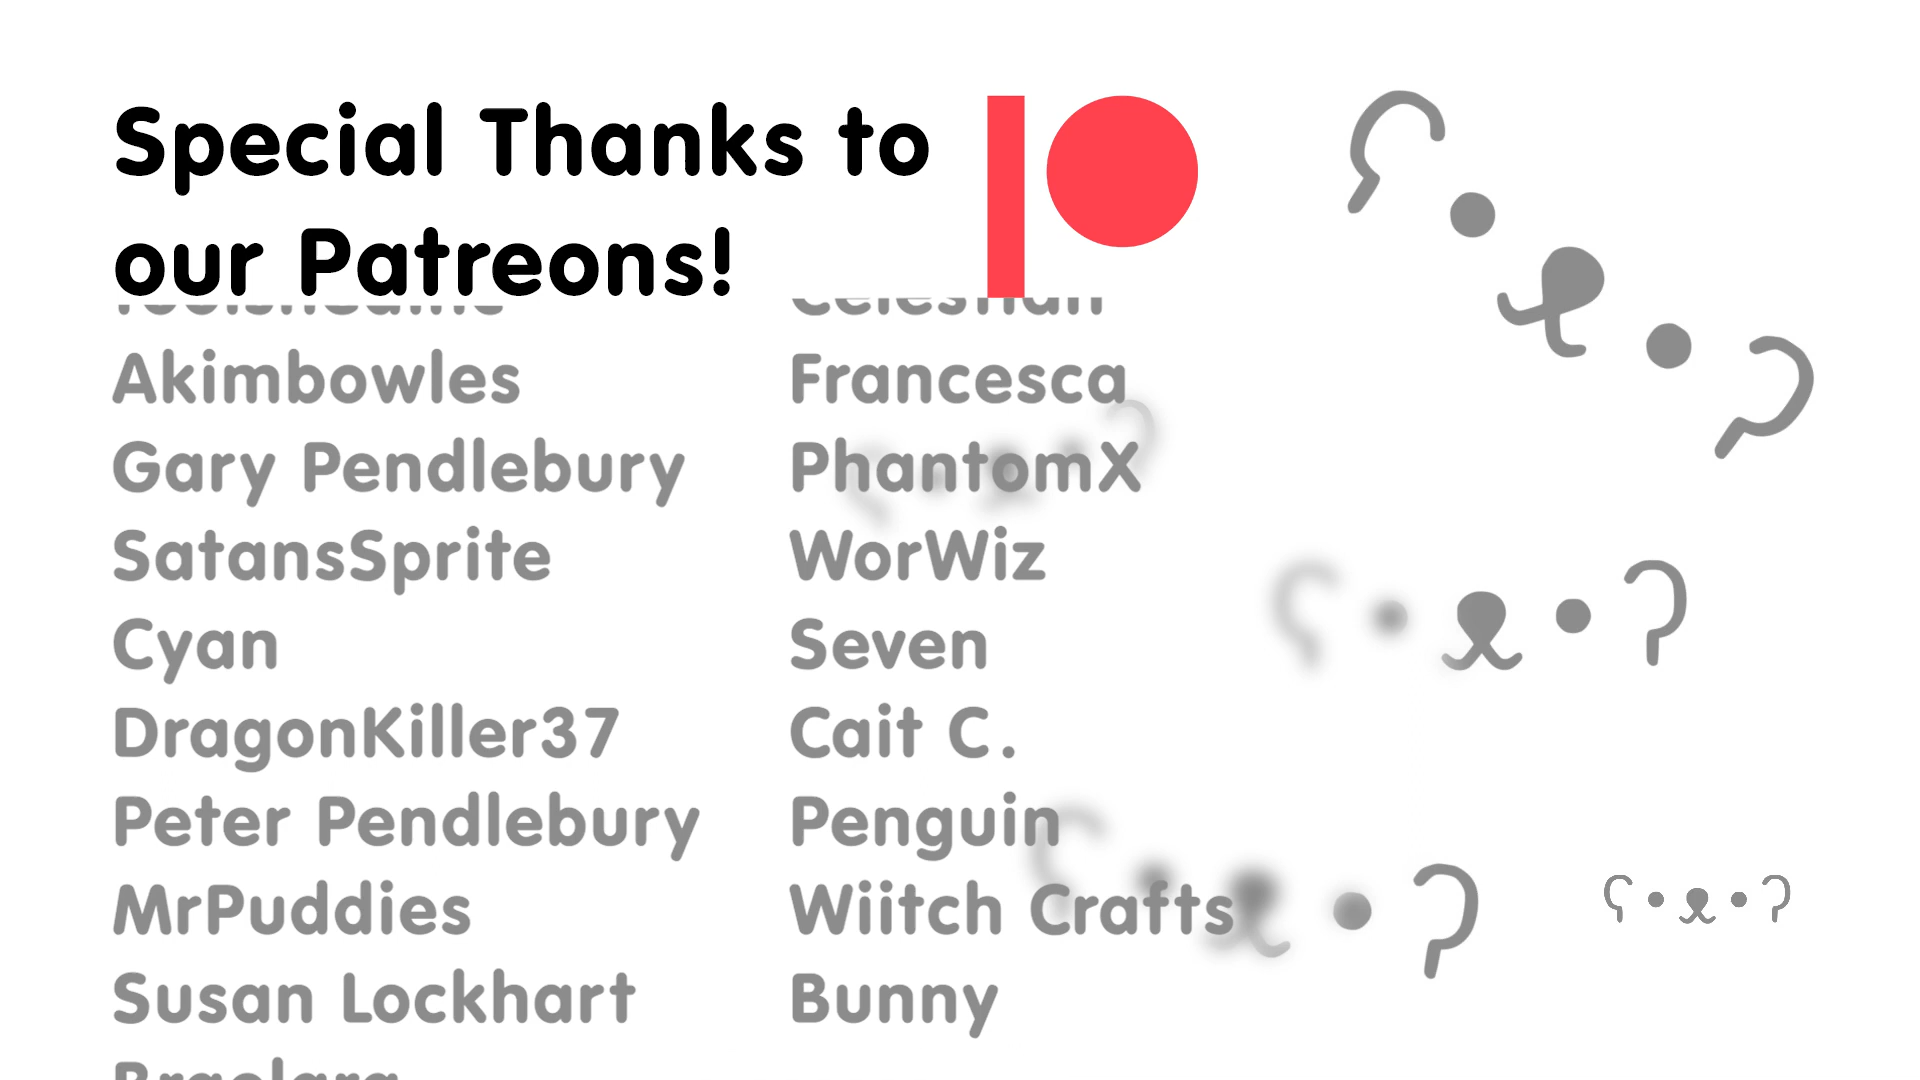 Special Thanks to
our Patreons!
Akimbowles
Gary Pendlebury
SatansSprite
Cyan
DragonKiller37
Peter Pendlebury
MrPuddies
Susan Lockhart
Francesca
PhantomX
WorWiz
Seven
Cait C.
Penguin
Wiitch Crafts
Bunny
ʕ•ᴥ•ʔ
ʕ•ᴥ•ʔ
ʕ•ᴥ•ʔ
ʕ•ᴥ•ʔ
ʕ•ᴥ•ʔ